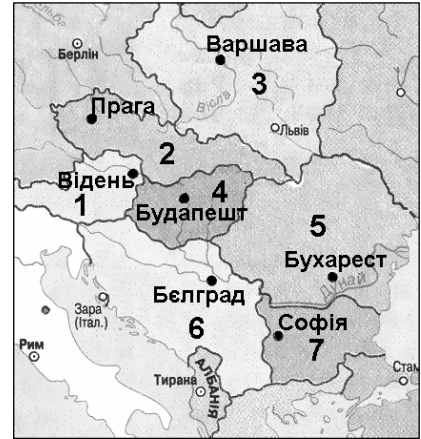 Варшава
Берлін
3
Прага
Вісла
Львів
2
Відень
1
4
Будапешт
5
Бухарест
Дунай
Бєлград
Зара
(Італ.)
6
Софія
7
Рим
АЛБАНІЯ
Тирана
Стам